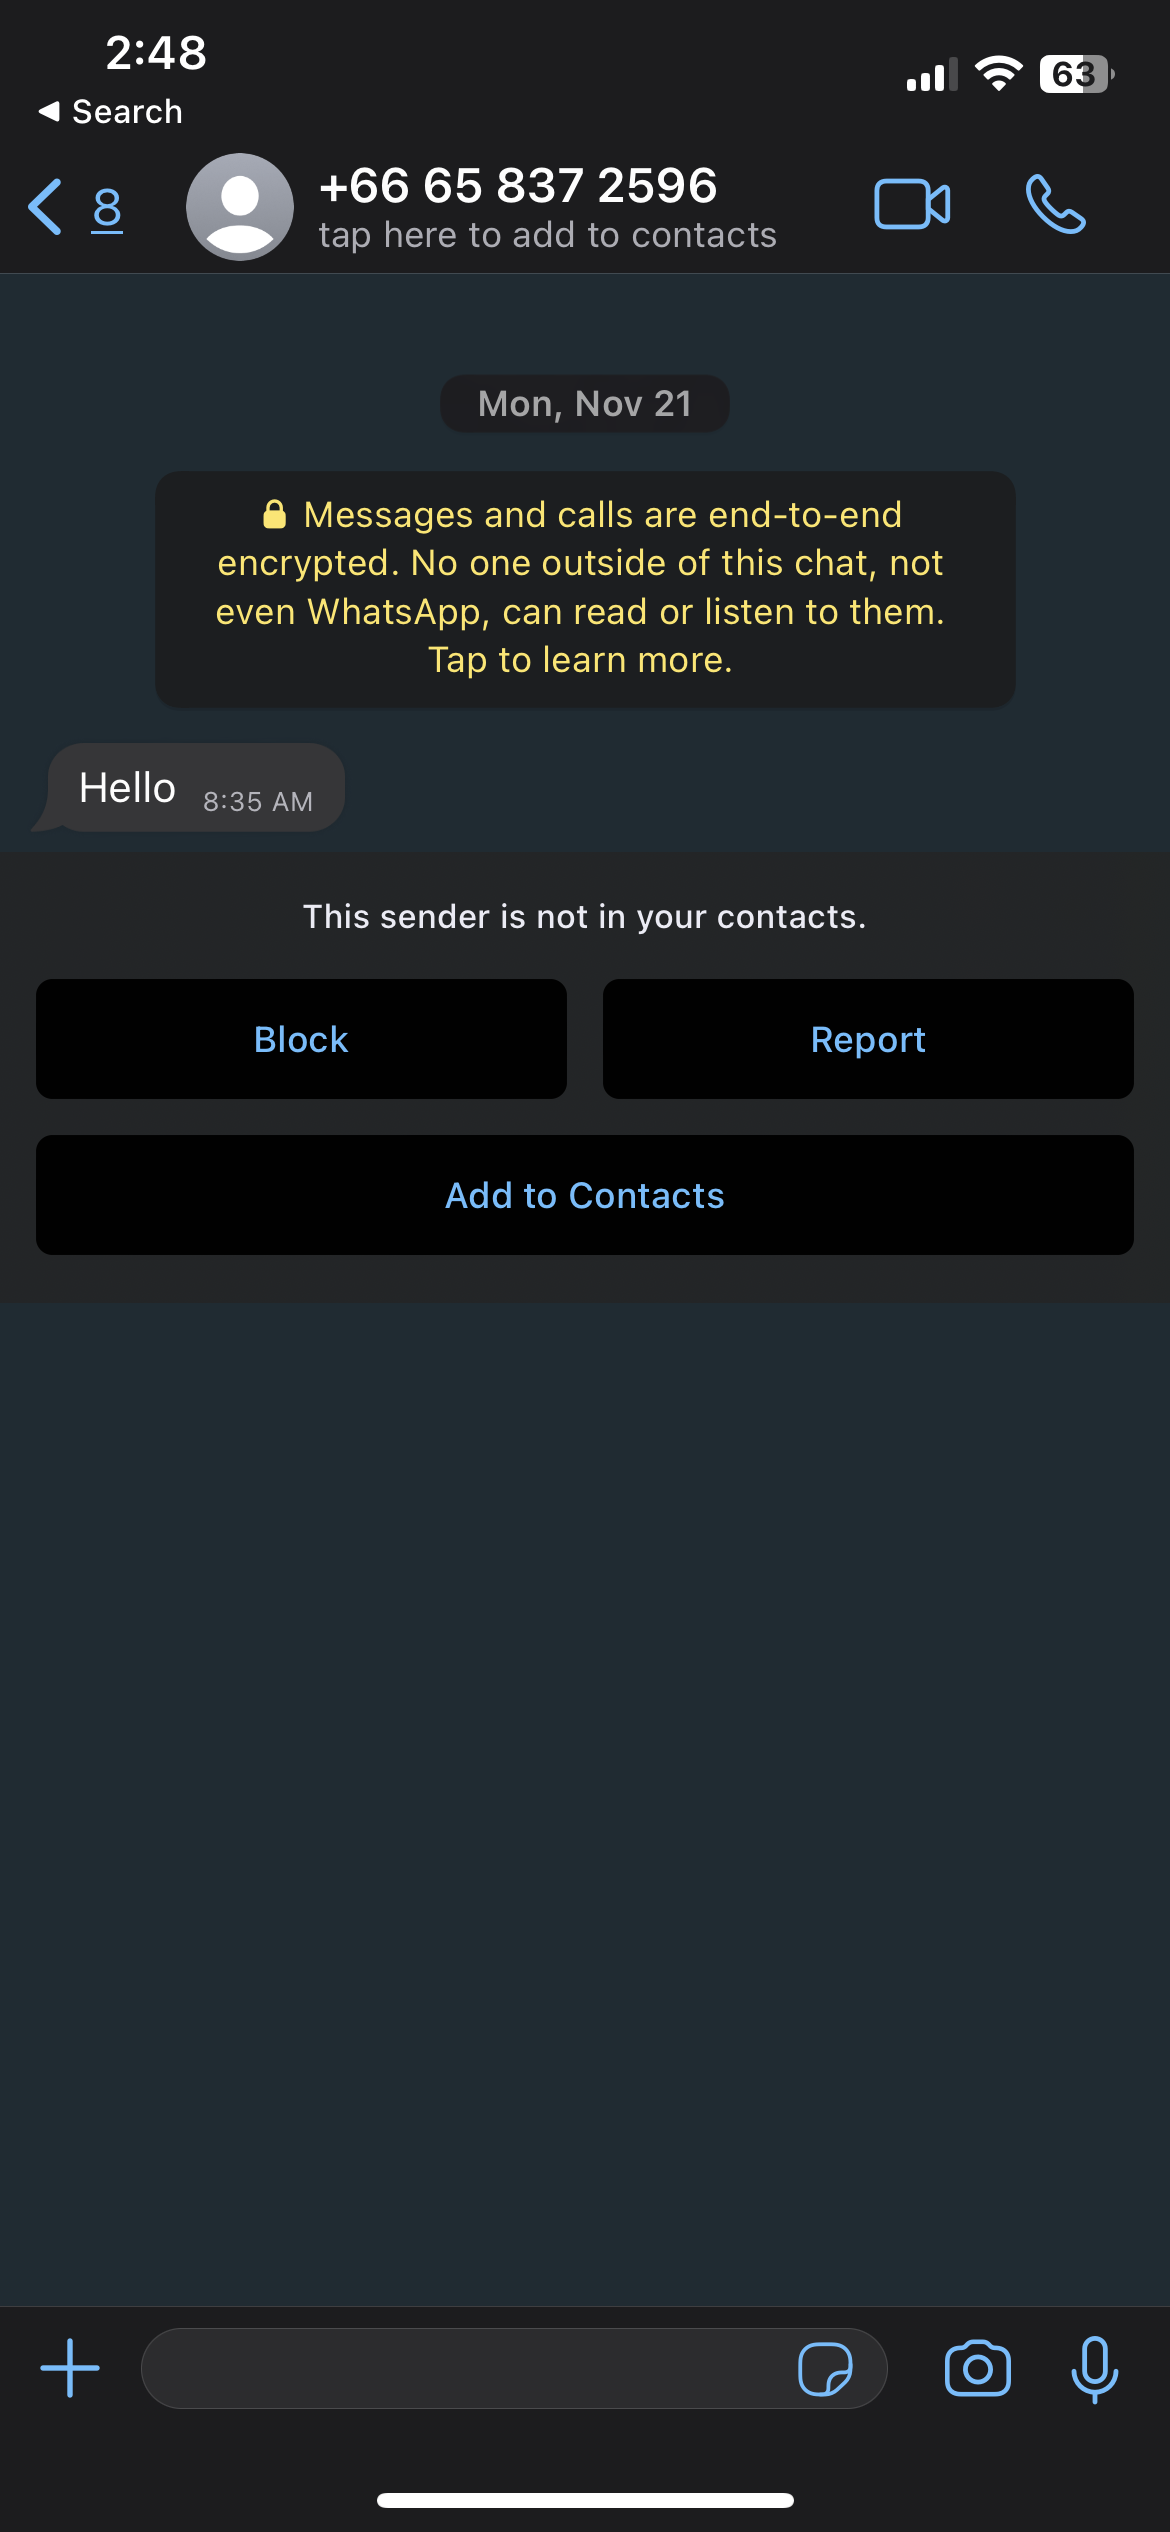 2:48
63
Search
8
+66 65 837 2596
tap here to add to contacts
Mon, Nov 21
Messages and calls are end-to-end
encrypted. No one outside of this chat, not
even WhatsApp, can read or listen to them.
Tap to learn more.
Hello 8:35 AM
This sender is not in your contacts.
Block
Report
Add to Contacts